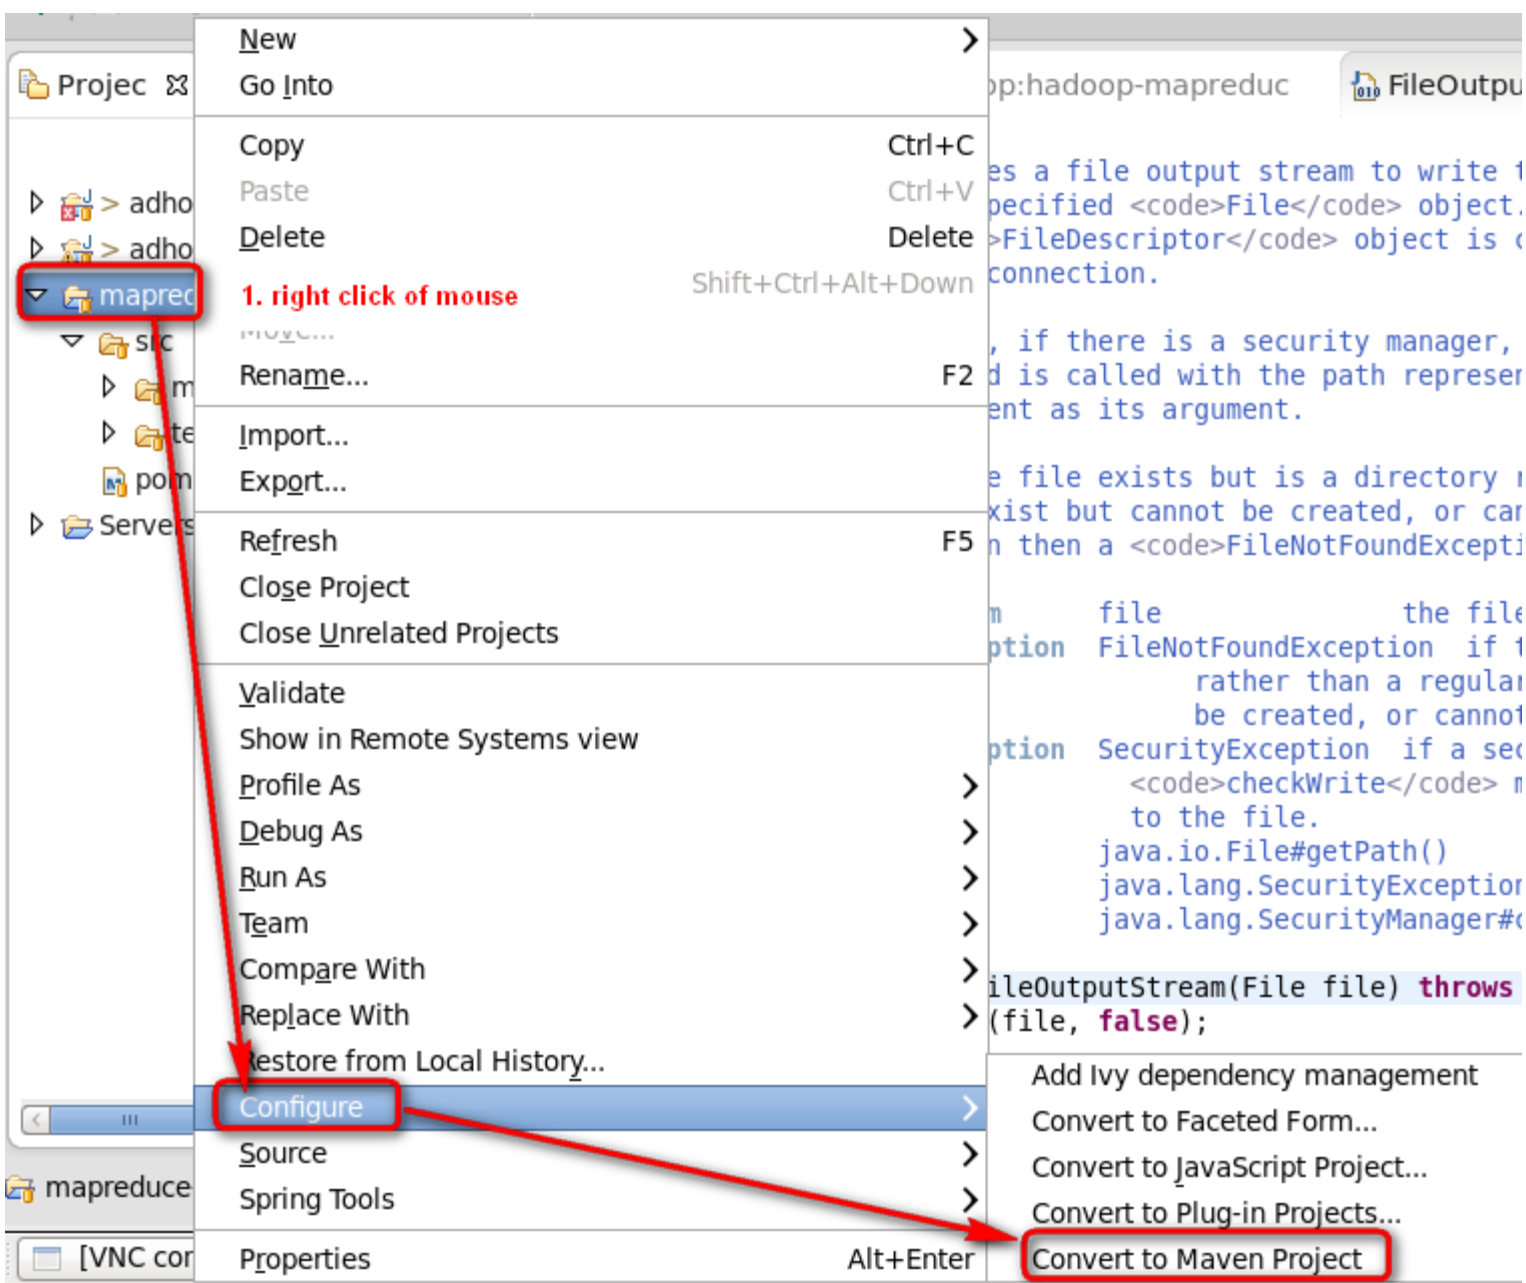 New
Projec
Go Into
op:hadoop-mapreduc
FileOutpu
Copy Ctrl+C
es a file output stream to write t
Paste Ctrl+V
> adho
pecified <code>File</code> object.
Delete Delete
> adho
>FileDescriptor</code> object is c
Shift+Ctrl+Alt+Down
connection.
mapred
1. right click of mouse
Move...
src
, if there is a security manager,
Rename... F2
m
d is called with the path represen
ent as its argument.
Import...
te
Export...
pom
e file exists but is a directory r
Servers
xist but cannot be created, or can
Refresh F5
n then a <code>FileNotFoundExcepti
Close Project
m file the file
Close Unrelated Projects
ption FileNotFoundException if t
rather than a regular
Validate
be created, or cannot
Show in Remote Systems view
ption SecurityException if a sec
Profile As
<code>checkWrite</code> m
Debug As
to the file.
java.io.File#getPath()
Run As
java.lang.SecurityException
Team
java.lang.SecurityManager#c
Compare With
ileOutputStream(File file) throws
Replace With
(file, false);
Restore from Local History...
Add Ivy dependency management
Configure
Convert to Faceted Form...
Source
Convert to JavaScript Project...
mapreduce
Spring Tools
Convert to Plug-in Projects...
[VNC cor
Properties Alt+Enter
Convert to Maven Project